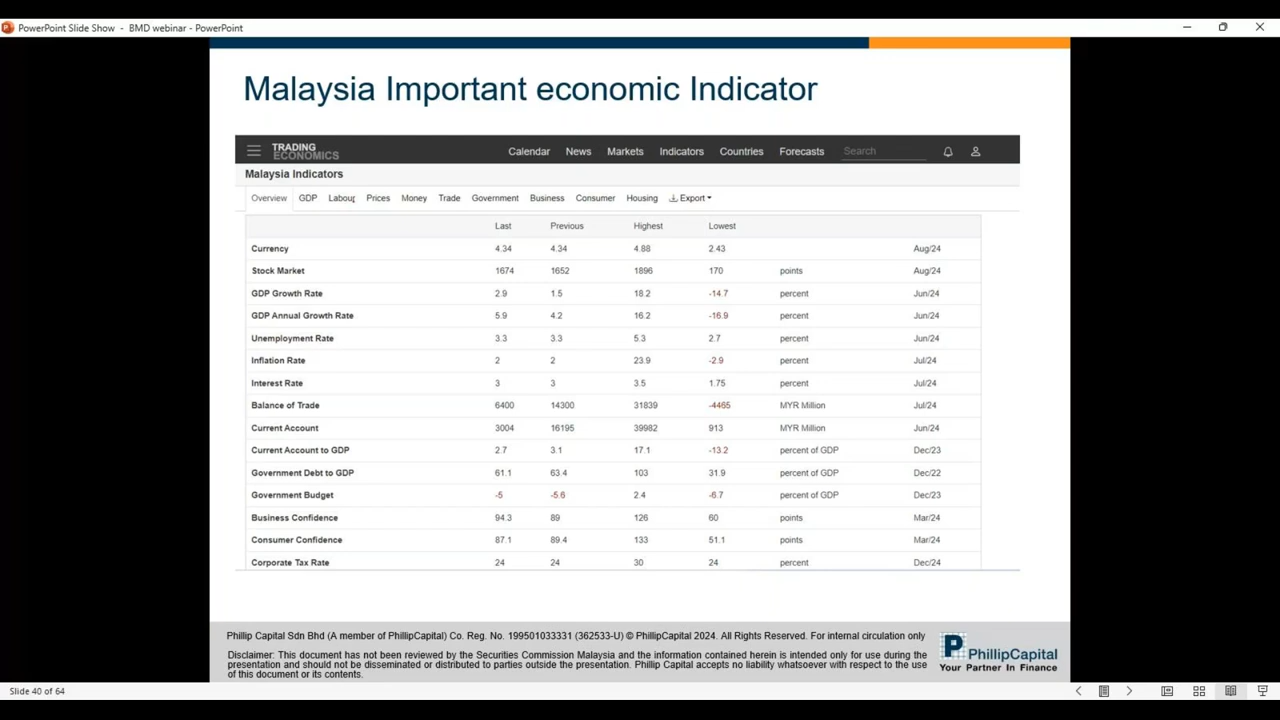 PowerPoint Slide Show - BMD webinar - PowerPoint
Malaysia Important economic Indicator
TRADING ECONOMICS Calendar News Markets Indicators Countries Forecasts Search
Malaysia Indicators
Overview GDP Labour Prices Money Trade Government Business Consumer Housing Export
Last Previous Highest Lowest
Currency 4.34 4.34 4.88 2.43 Aug/24
Stock Market 1674 1652 1896 170 points Aug/24
GDP Growth Rate 2.9 1.5 18.2 -14.7 percent Jun/24
GDP Annual Growth Rate 5.9 4.2 16.2 -16.9 percent Jun/24
Unemployment Rate 3.3 3.3 5.3 2.7 percent Jun/24
Inflation Rate 2 2 23.9 -2.9 percent Jul/24
Interest Rate 3 3 3.5 1.75 percent Jul/24
Balance of Trade 6400 14300 31839 -4465 MYR Million Jul/24
Current Account 3004 16195 39982 913 MYR Million Jun/24
Current Account to GDP 2.7 3.1 17.1 -13.2 percent of GDP Dec/23
Government Debt to GDP 61.1 63.4 103 31.9 percent of GDP Dec/22
Government Budget -5 -5.6 2.4 -6.7 percent of GDP Dec/23
Business Confidence 94.3 89 126 60 points Mar/24
Consumer Confidence 87.1 89.4 133 51.1 points Mar/24
Corporate Tax Rate 24 24 30 24 percent Dec/24
Phillip Capital Sdn Bhd (A member of PhillipCapital) Co. Reg. No. 199501033331 (362533-U) © PhillipCapital 2024. All Rights Reserved. For internal circulation only
Disclaimer: This document has not been reviewed by the Securities Commission Malaysia and the information contained herein is intended only for use during the
presentation and should not be disseminated or distributed to parties outside the presentation. Phillip Capital accepts no liability whatsoever with respect to the use
of this document or its contents.
PhillipCapital
Your Partner In Finance
Slide 40 of 64